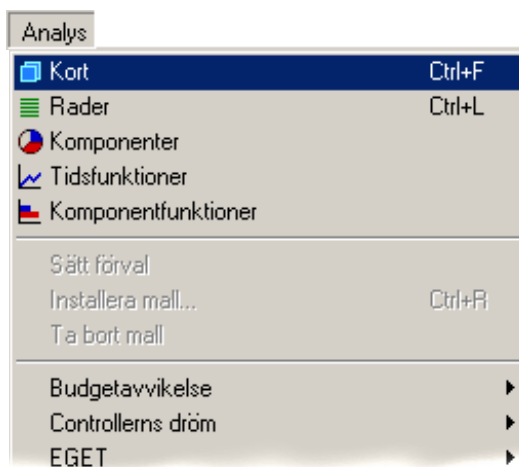 Analys
Kort Ctrl+F
Rader Ctrl+L
Komponenter
Tidsfunktioner
Komponentfunktioner
Sätt förval
Installera mall... Ctrl+R
Ta bort mall
Budgetavvikelse
Controllerns dröm
EGET